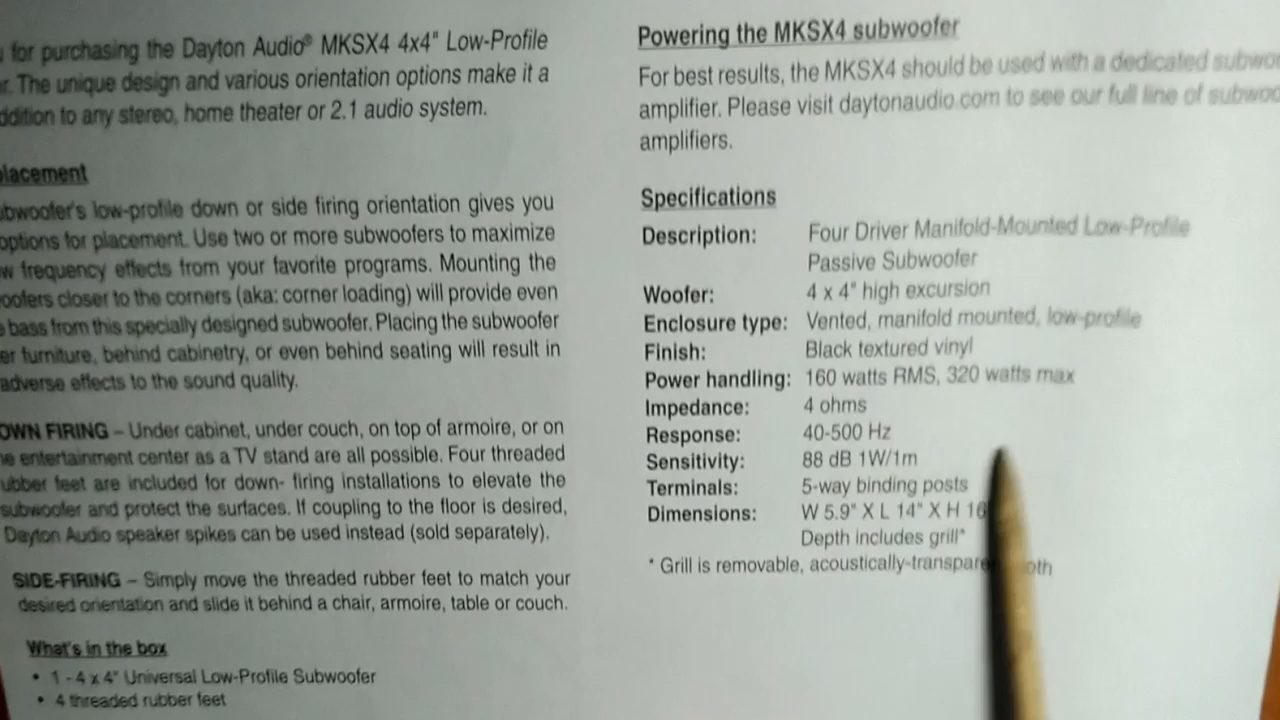 for purchasing the Dayton Audio® MKSX4 4x4" Low-Profile
The unique design and various orientation options make it a
to any stereo, home theater or 2.1 audio system.
low-profile down or side firing orientation gives you
options for placement. Use two or more subwoofers to maximize
frequency effects from your favorite programs. Mounting the
closer to the corners (aka: corner loading) will provide even
bass from this specially designed subwoofer. Placing the subwoofer
furniture, behind cabinetry, or even behind seating will result in
adverse effects to the sound quality.
FIRING – Under cabinet, under couch, on top of armoire, or on
entertainment center as a TV stand are all possible. Four threaded
feet are included for down- firing installations to elevate the
subwoofer and protect the surfaces. If coupling to the floor is desired,
Dayton Audio speaker spikes can be used instead (sold separately).
SIDE-FIRING – Simply move the threaded rubber feet to match your
desired orientation and slide it behind a chair, armoire, table or couch.
What's in the box
• 1 - 4 x 4" Universal Low-Profile Subwoofer
• 4 threaded rubber feet
Powering the MKSX4 subwoofer
For best results, the MKSX4 should be used with a dedicated
amplifier. Please visit daytonaudio.com to see our full line of
amplifiers.
Specifications
Description: Four Driver Manifold-Mounted Low-Profile
Passive Subwoofer
Woofer: 4 x 4" high excursion
Enclosure type: Vented, manifold mounted, low-profile
Finish: Black textured vinyl
Power handling: 160 watts RMS, 320 watts max
Impedance: 4 ohms
Response: 40-500 Hz
Sensitivity: 88 dB 1W/1m
Terminals: 5-way binding posts
Dimensions: W 5.9" X L 14" X H
Depth includes grill*
* Grill is removable,